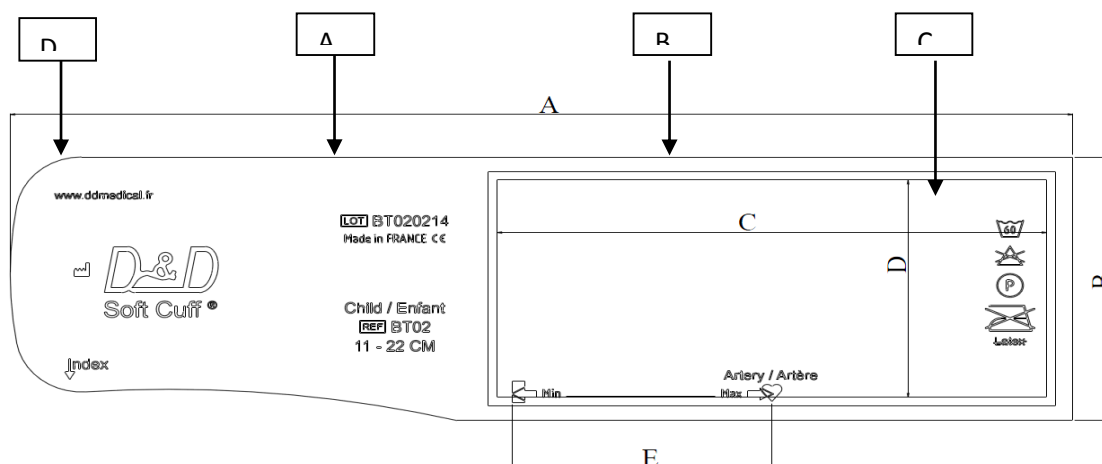 D
A
B
C
A
www.ddmedical.fr
LOT BT020214
Made in FRANCE CE
C
60
D
B
D&D
Soft Cuff ®
P
Child / Enfant
REF BT02
11 - 22 CM
Latex
Index
Artery / Artère
Min
Max
E